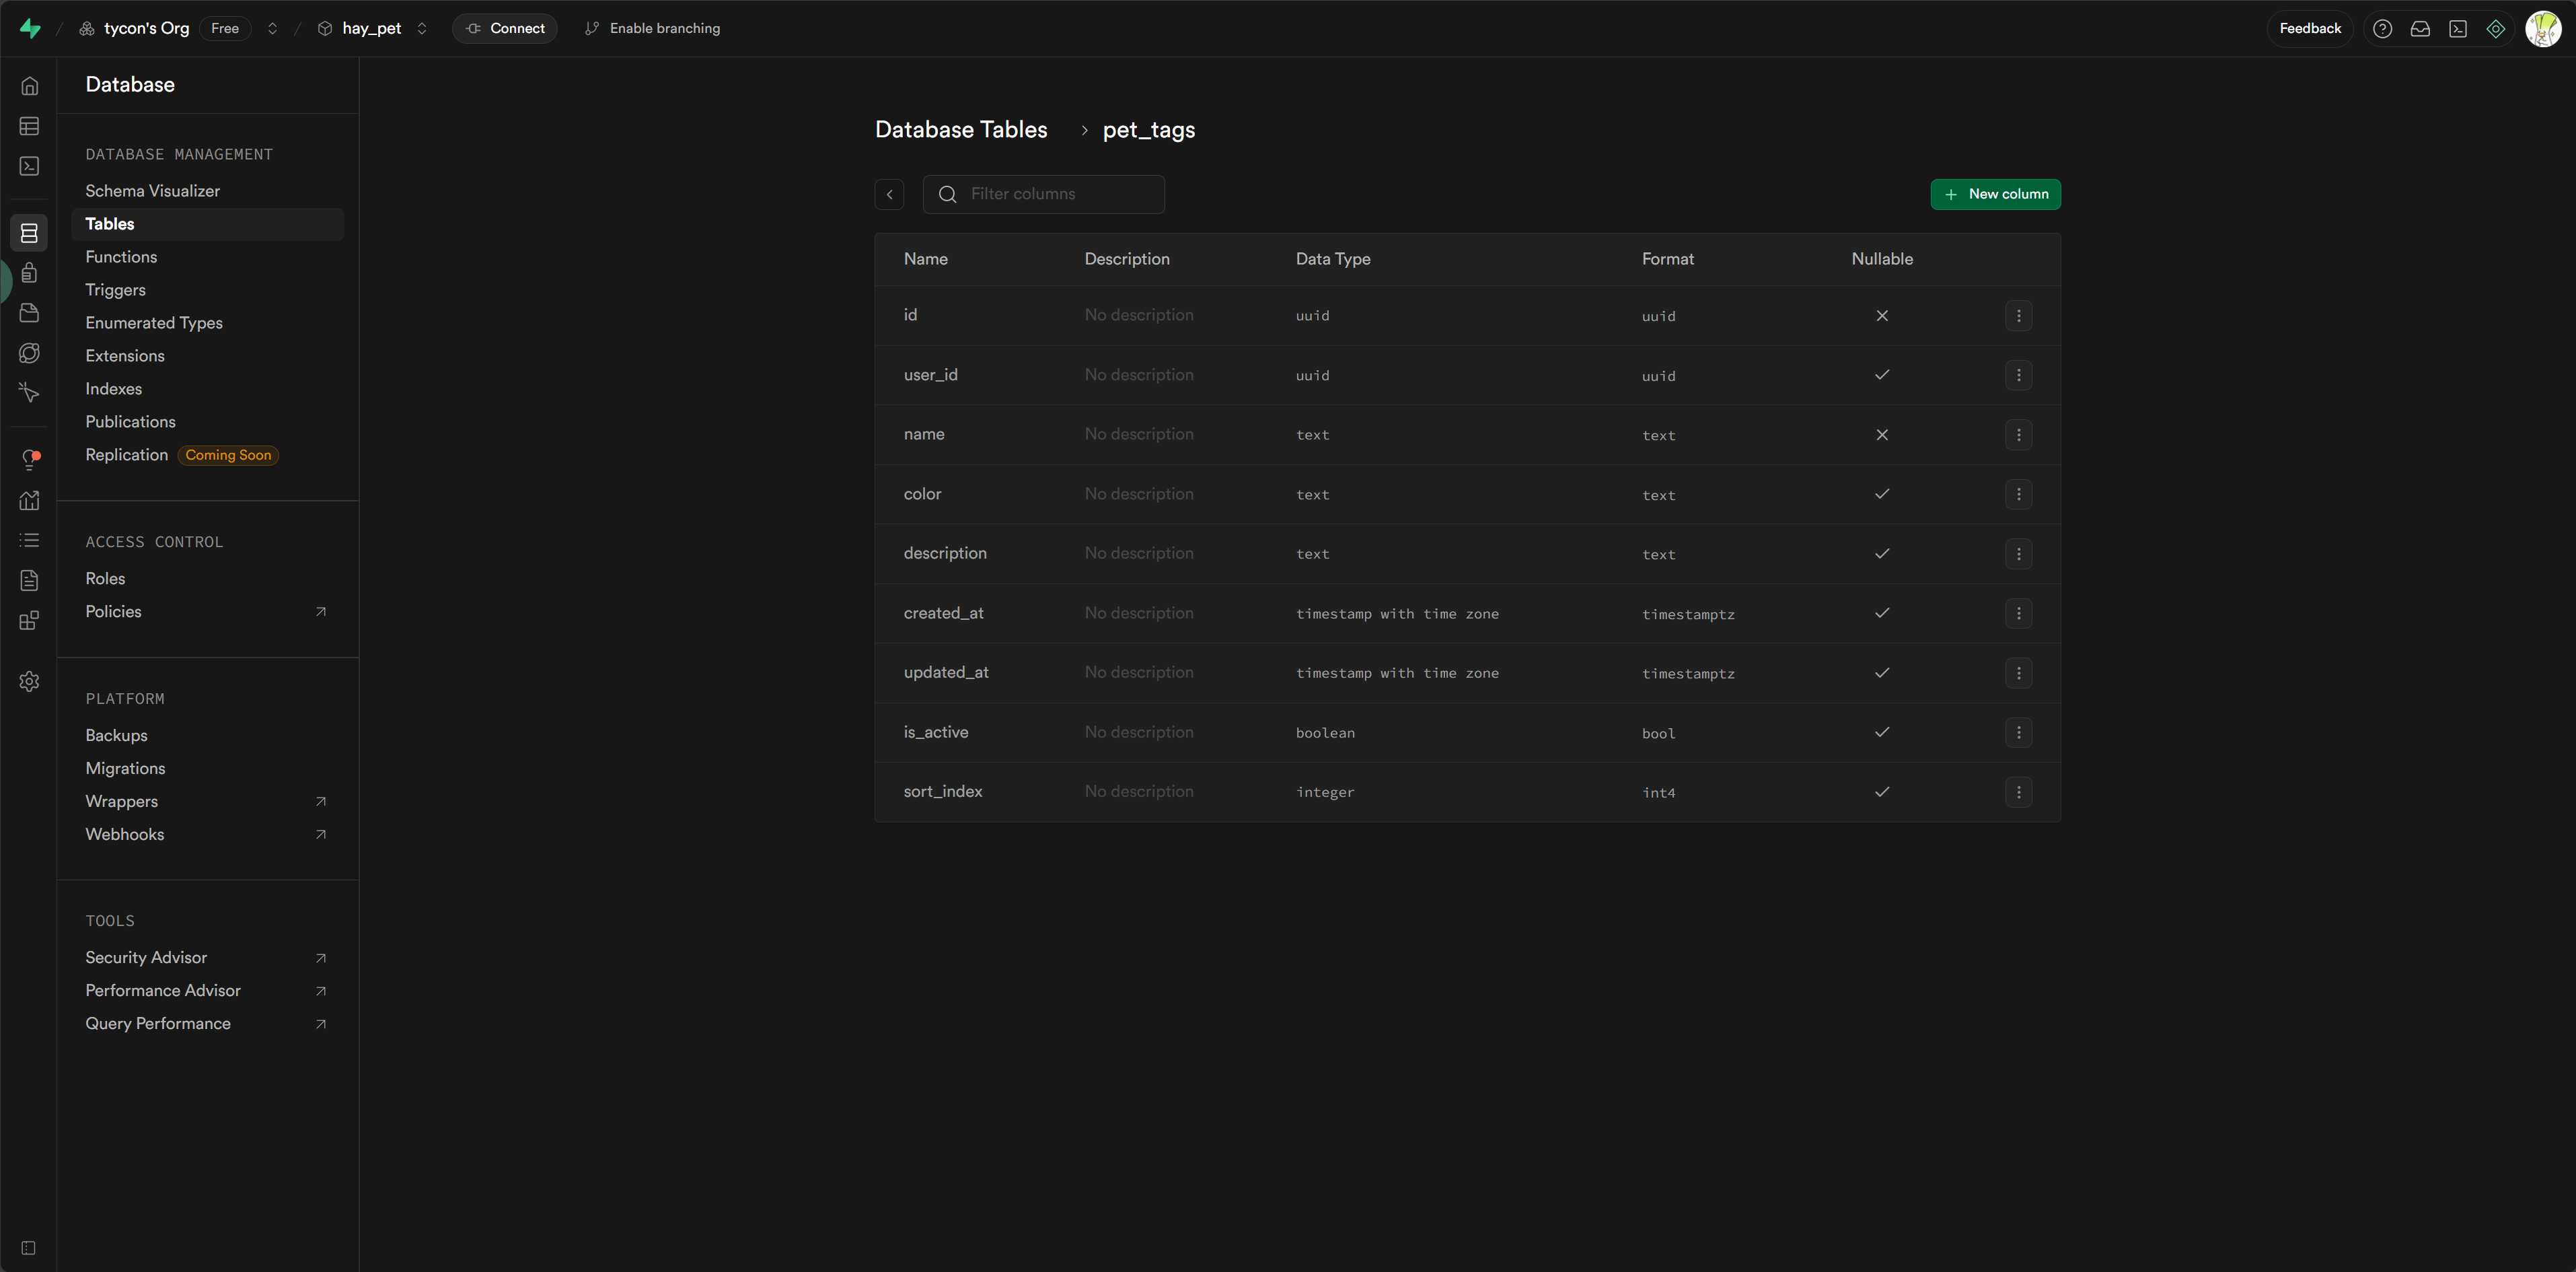 tycon's Org Free hay_pet Connect Enable branching Feedback
Database
DATABASE MANAGEMENT
Schema Visualizer
Tables
Functions
Triggers
Enumerated Types
Extensions
Indexes
Publications
Replication Coming Soon
ACCESS CONTROL
Roles
Policies
PLATFORM
Backups
Migrations
Wrappers
Webhooks
TOOLS
Security Advisor
Performance Advisor
Query Performance
Database Tables pet_tags
Filter columns New column
Name Description Data Type Format Nullable
id No description uuid uuid
user_id No description uuid uuid
name No description text text
color No description text text
description No description text text
created_at No description timestamp with time zone timestamptz
updated_at No description timestamp with time zone timestamptz
is_active No description boolean bool
sort_index No description integer int4